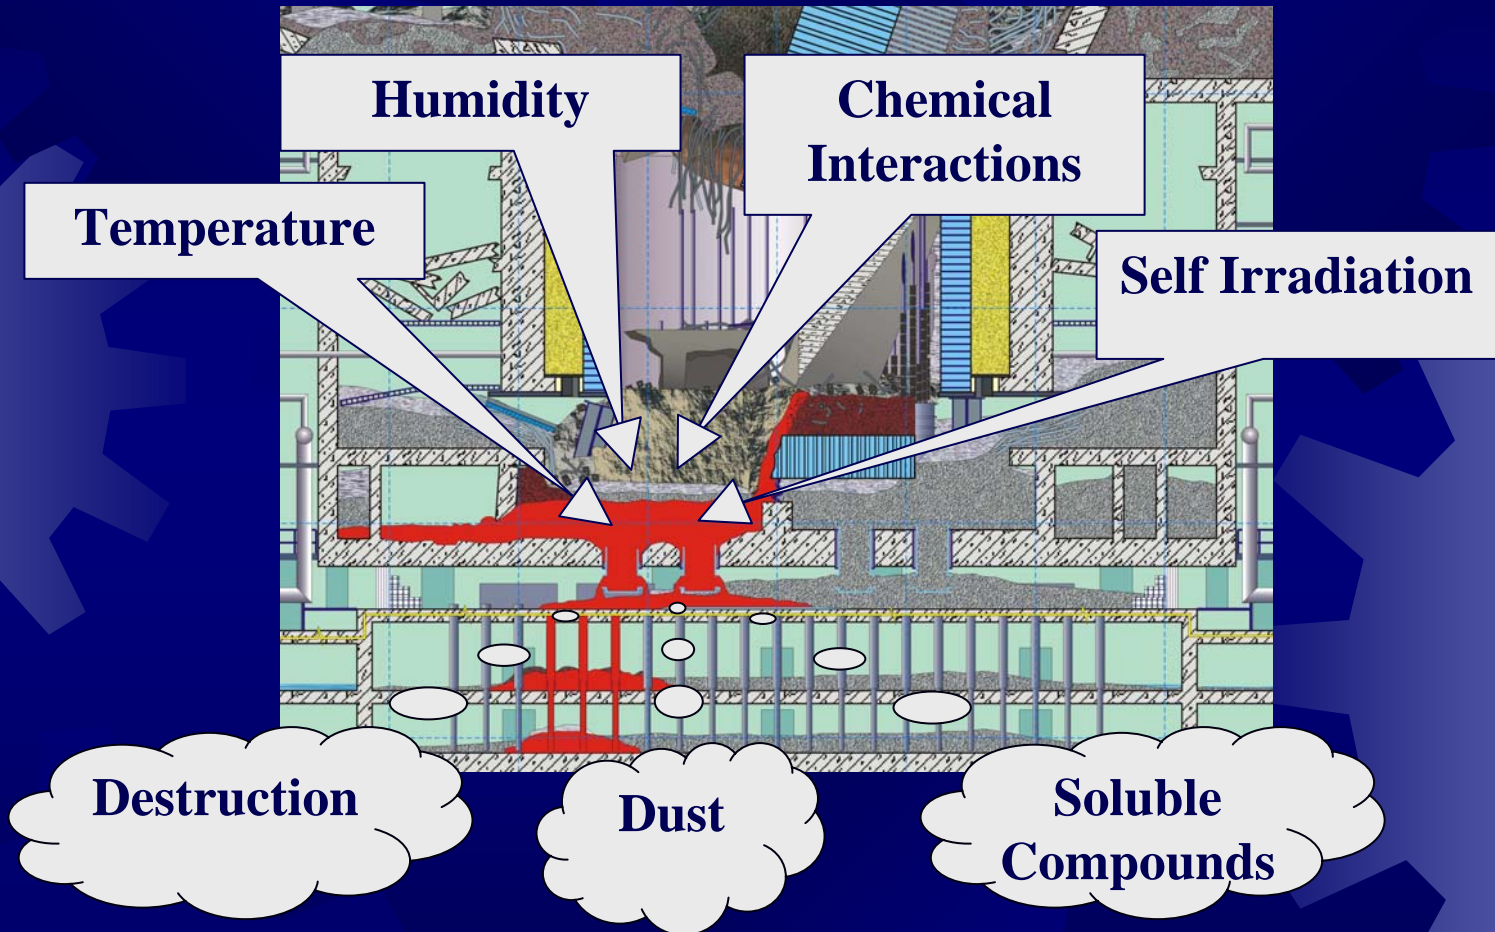 Humidity
Chemical
Interactions
Temperature
Self Irradiation
Destruction
Dust
Soluble
Compounds